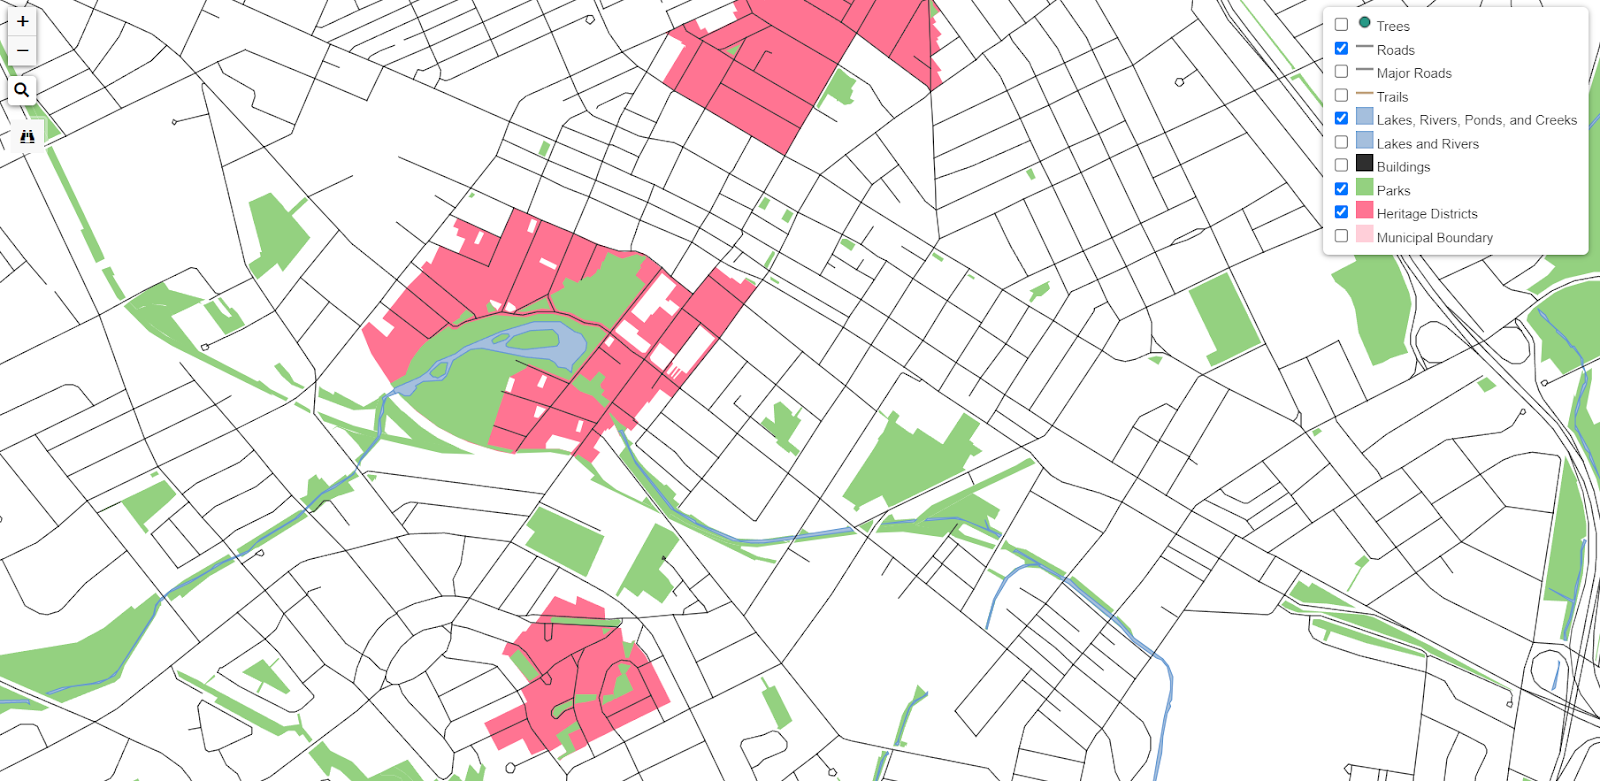 +
−
Trees
Roads
Major Roads
Trails
Lakes, Rivers, Ponds, and Creeks
Lakes and Rivers
Buildings
Parks
Heritage Districts
Municipal Boundary